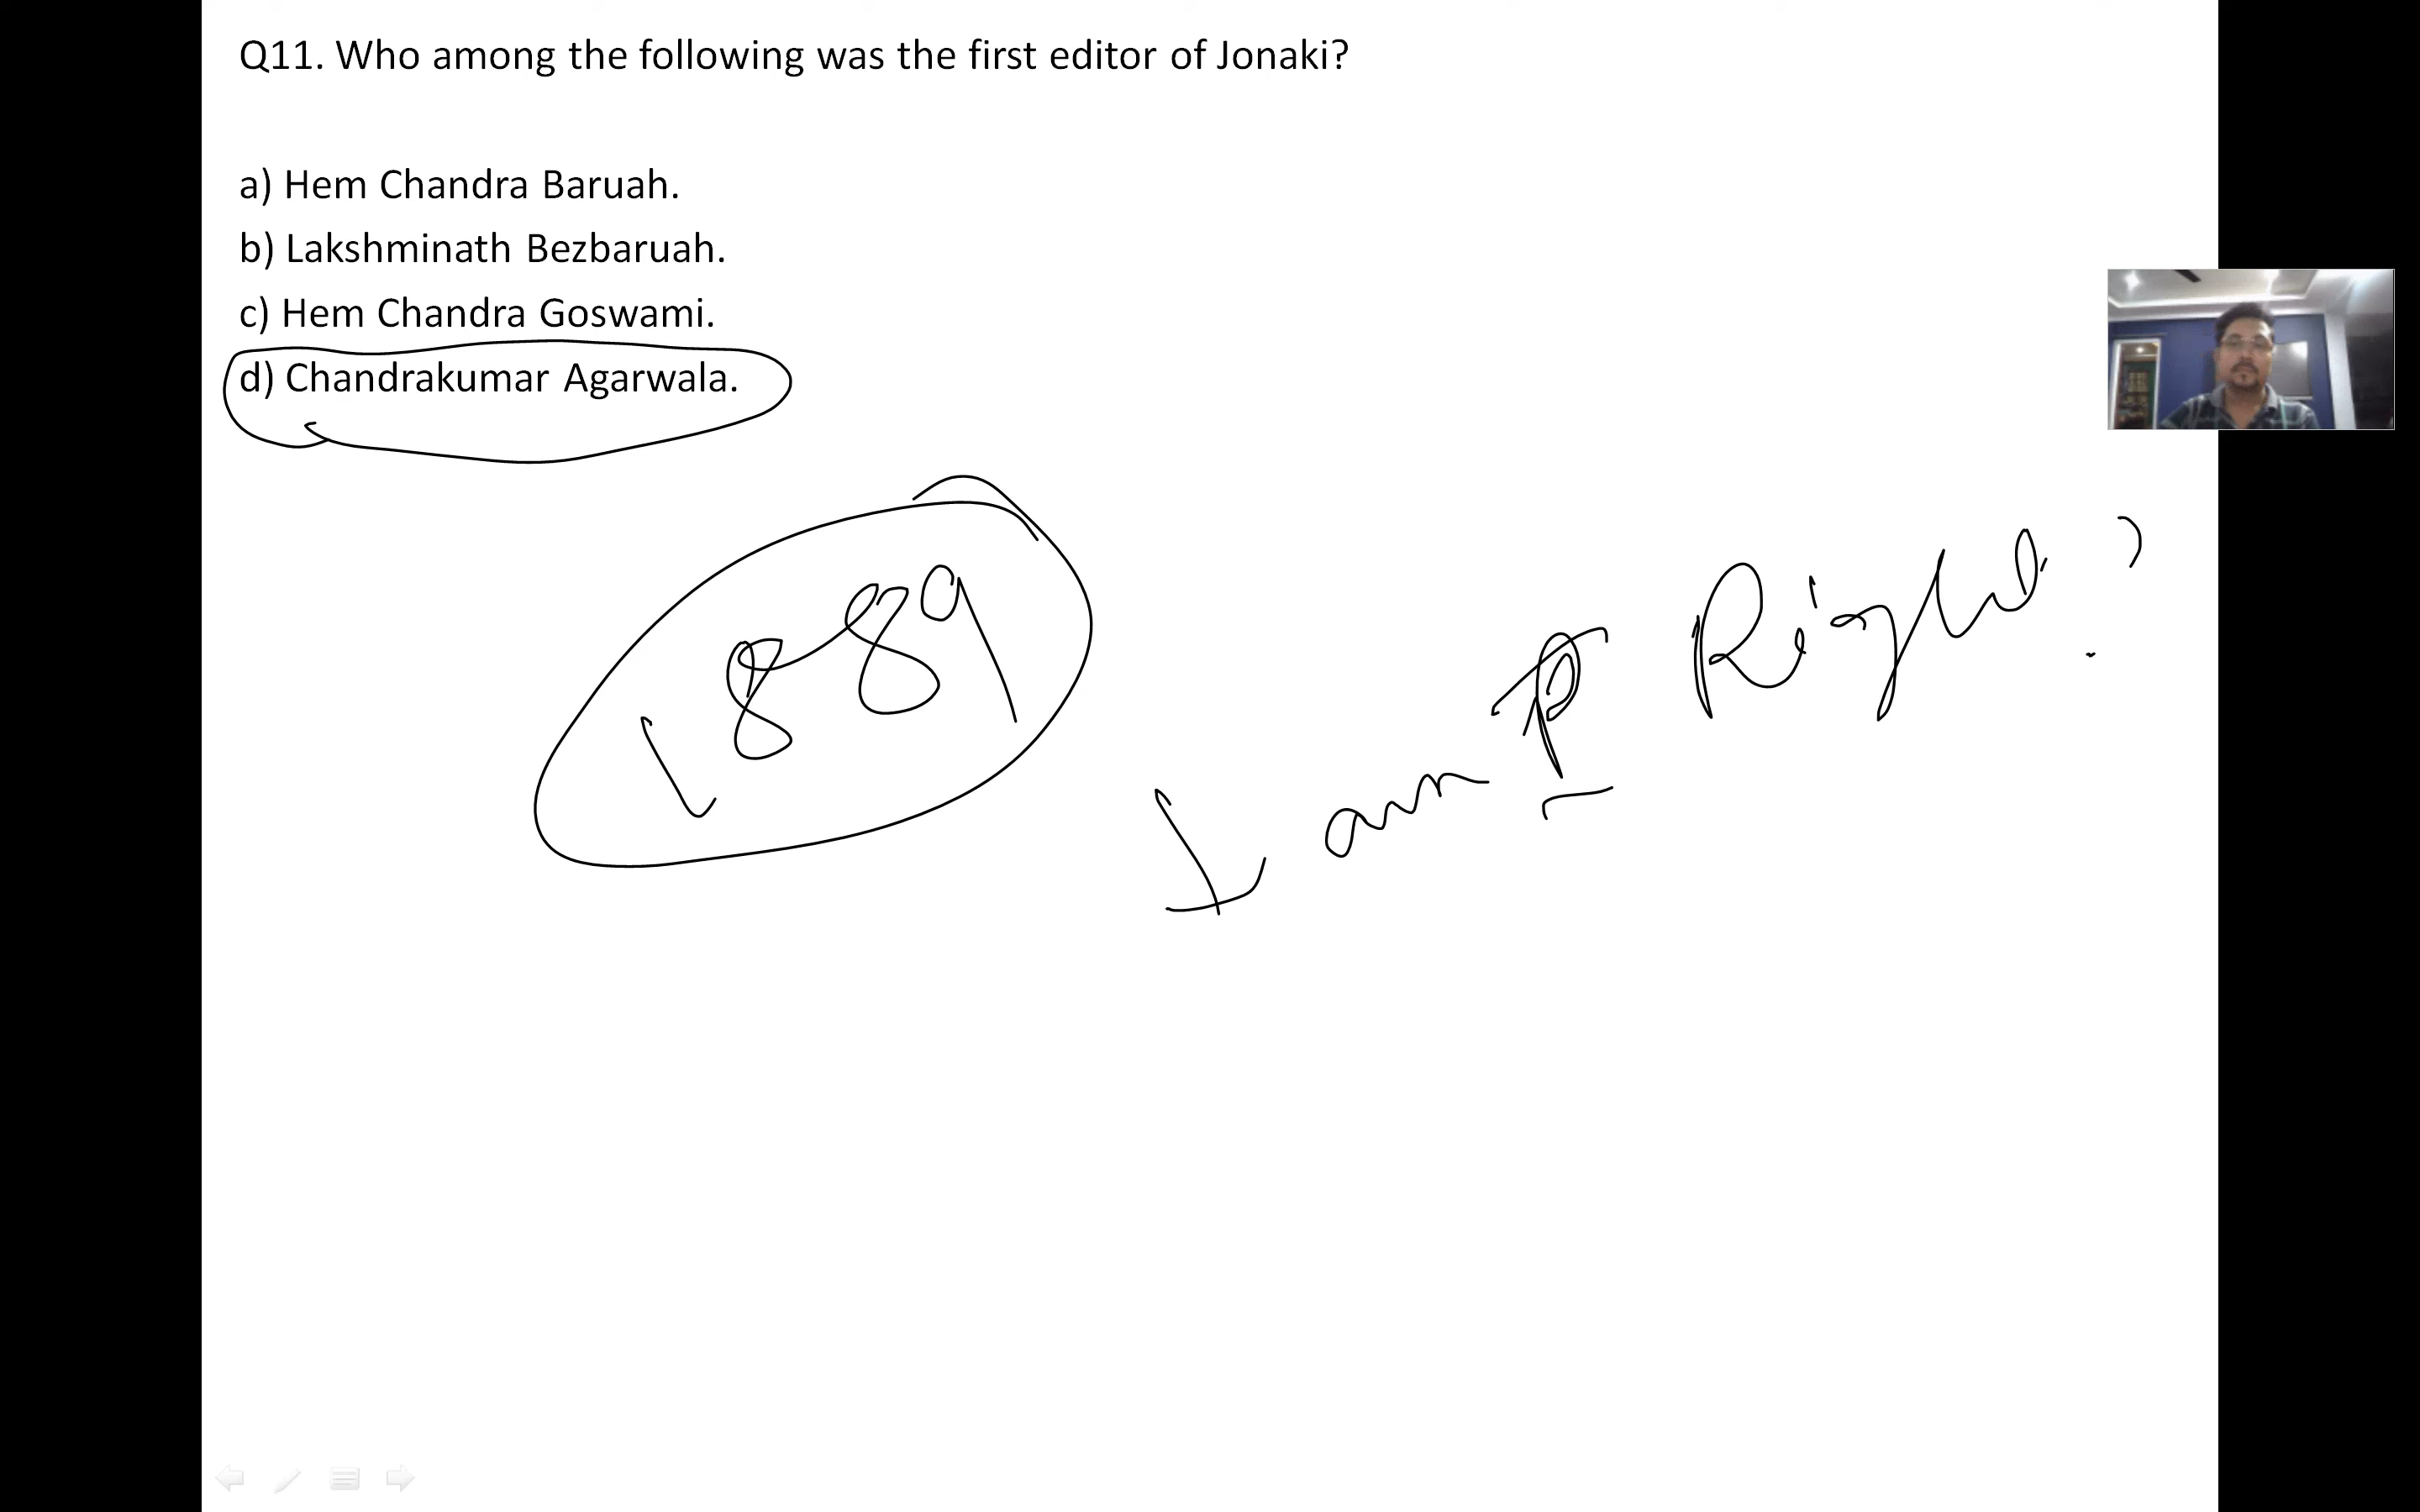 Q11. Who among the following was the first editor of Jonaki?
a) Hem Chandra Baruah.
b) Lakshminath Bezbaruah.
c) Hem Chandra Goswami.
d) Chandrakumar Agarwala.
1889
I am Right ?